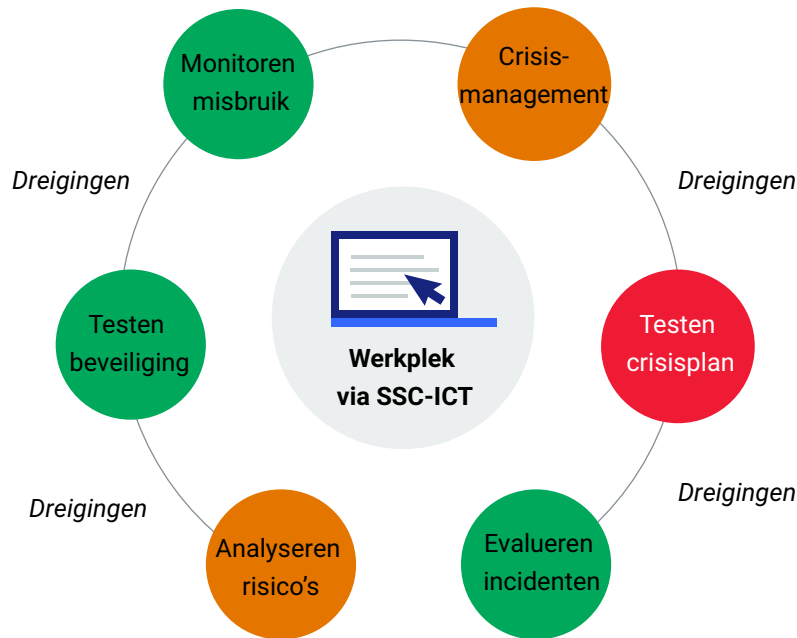 Monitoren
misbruik
Crisis-
management
Dreigingen
Dreigingen
Testen
beveiliging
Werkplek
via SSC-ICT
Testen
crisisplan
Dreigingen
Dreigingen
Analyseren
risico's
Evalueren
incidenten